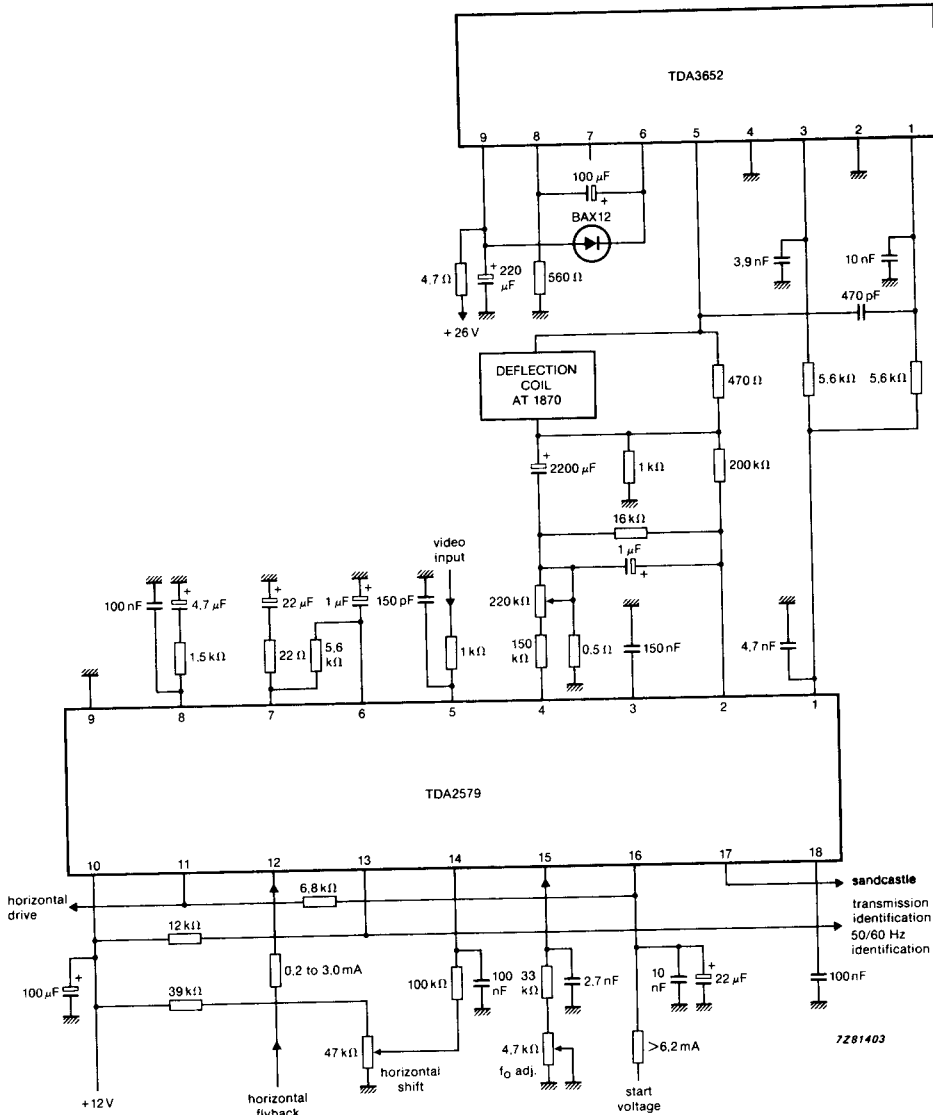 TDA3652
9 8 7 6 5 4 3 2 1
100 µF
+
BAX12
4.7 Ω
+
220
µF
560 Ω
+ 26 V
3,9 nF
10 nF
470 pF
DEFLECTION
COIL
AT 1870
470 Ω
5,6 kΩ
5,6 kΩ
+
2200 µF
1 kΩ
200 kΩ
16 kΩ
1 µF
+
video
input
100 nF
+
4.7 µF
+
22 µF
1 µF
+
150 pF
220 kΩ
1,5 kΩ
22 Ω
5,6
kΩ
1 kΩ
150
kΩ
0.5 Ω
150 nF
4,7 nF
9 8 7 6 5 4 3 2 1
TDA2579
10 11 12 13 14 15 16 17 18
horizontal
drive
6,8 kΩ
sandcastle
transmission
identification
50/60 Hz
identification
12 kΩ
100 µF
+
0.2 to 3.0 mA
39 kΩ
100 kΩ
100
nF
33
kΩ
2.7 nF
10
nF
+
22 µF
100 nF
47 kΩ
horizontal
shift
4,7 kΩ
fO adj.
>6,2 mA
7Z81403
+12 V
horizontal
flyback
start
voltage